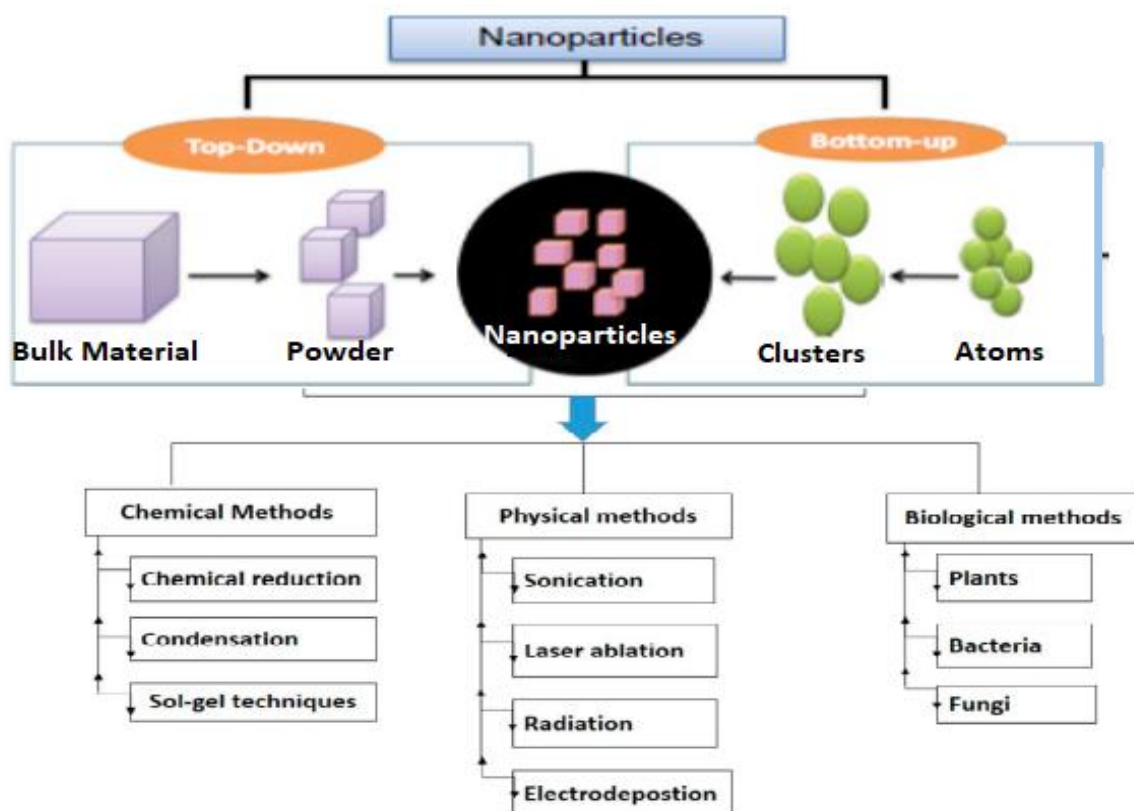 Nanoparticles
Top-Down
Bottom-up
Bulk Material
Powder
Nanoparticles
Clusters
Atoms
Chemical Methods
Chemical reduction
Condensation
Sol-gel techniques
Physical methods
Sonication
Laser ablation
Radiation
Electrodepostion
Biological methods
Plants
Bacteria
Fungi